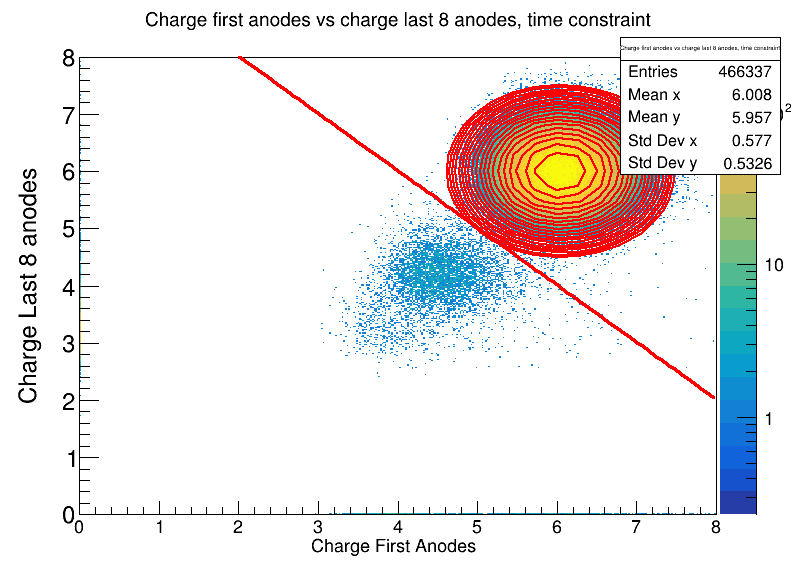 Charge first anodes vs charge last 8 anodes, time constraint
Charge first anodes vs charge last 8 anodes, time constraint
Entries 466337
Mean x 6.008
Mean y 5.957
Std Dev x 0.577
Std Dev y 0.5326
8
7
6
5
4
3
2
1
0
Charge Last 8 anodes
0 1 2 3 4 5 6 7 8
Charge First Anodes
10
1